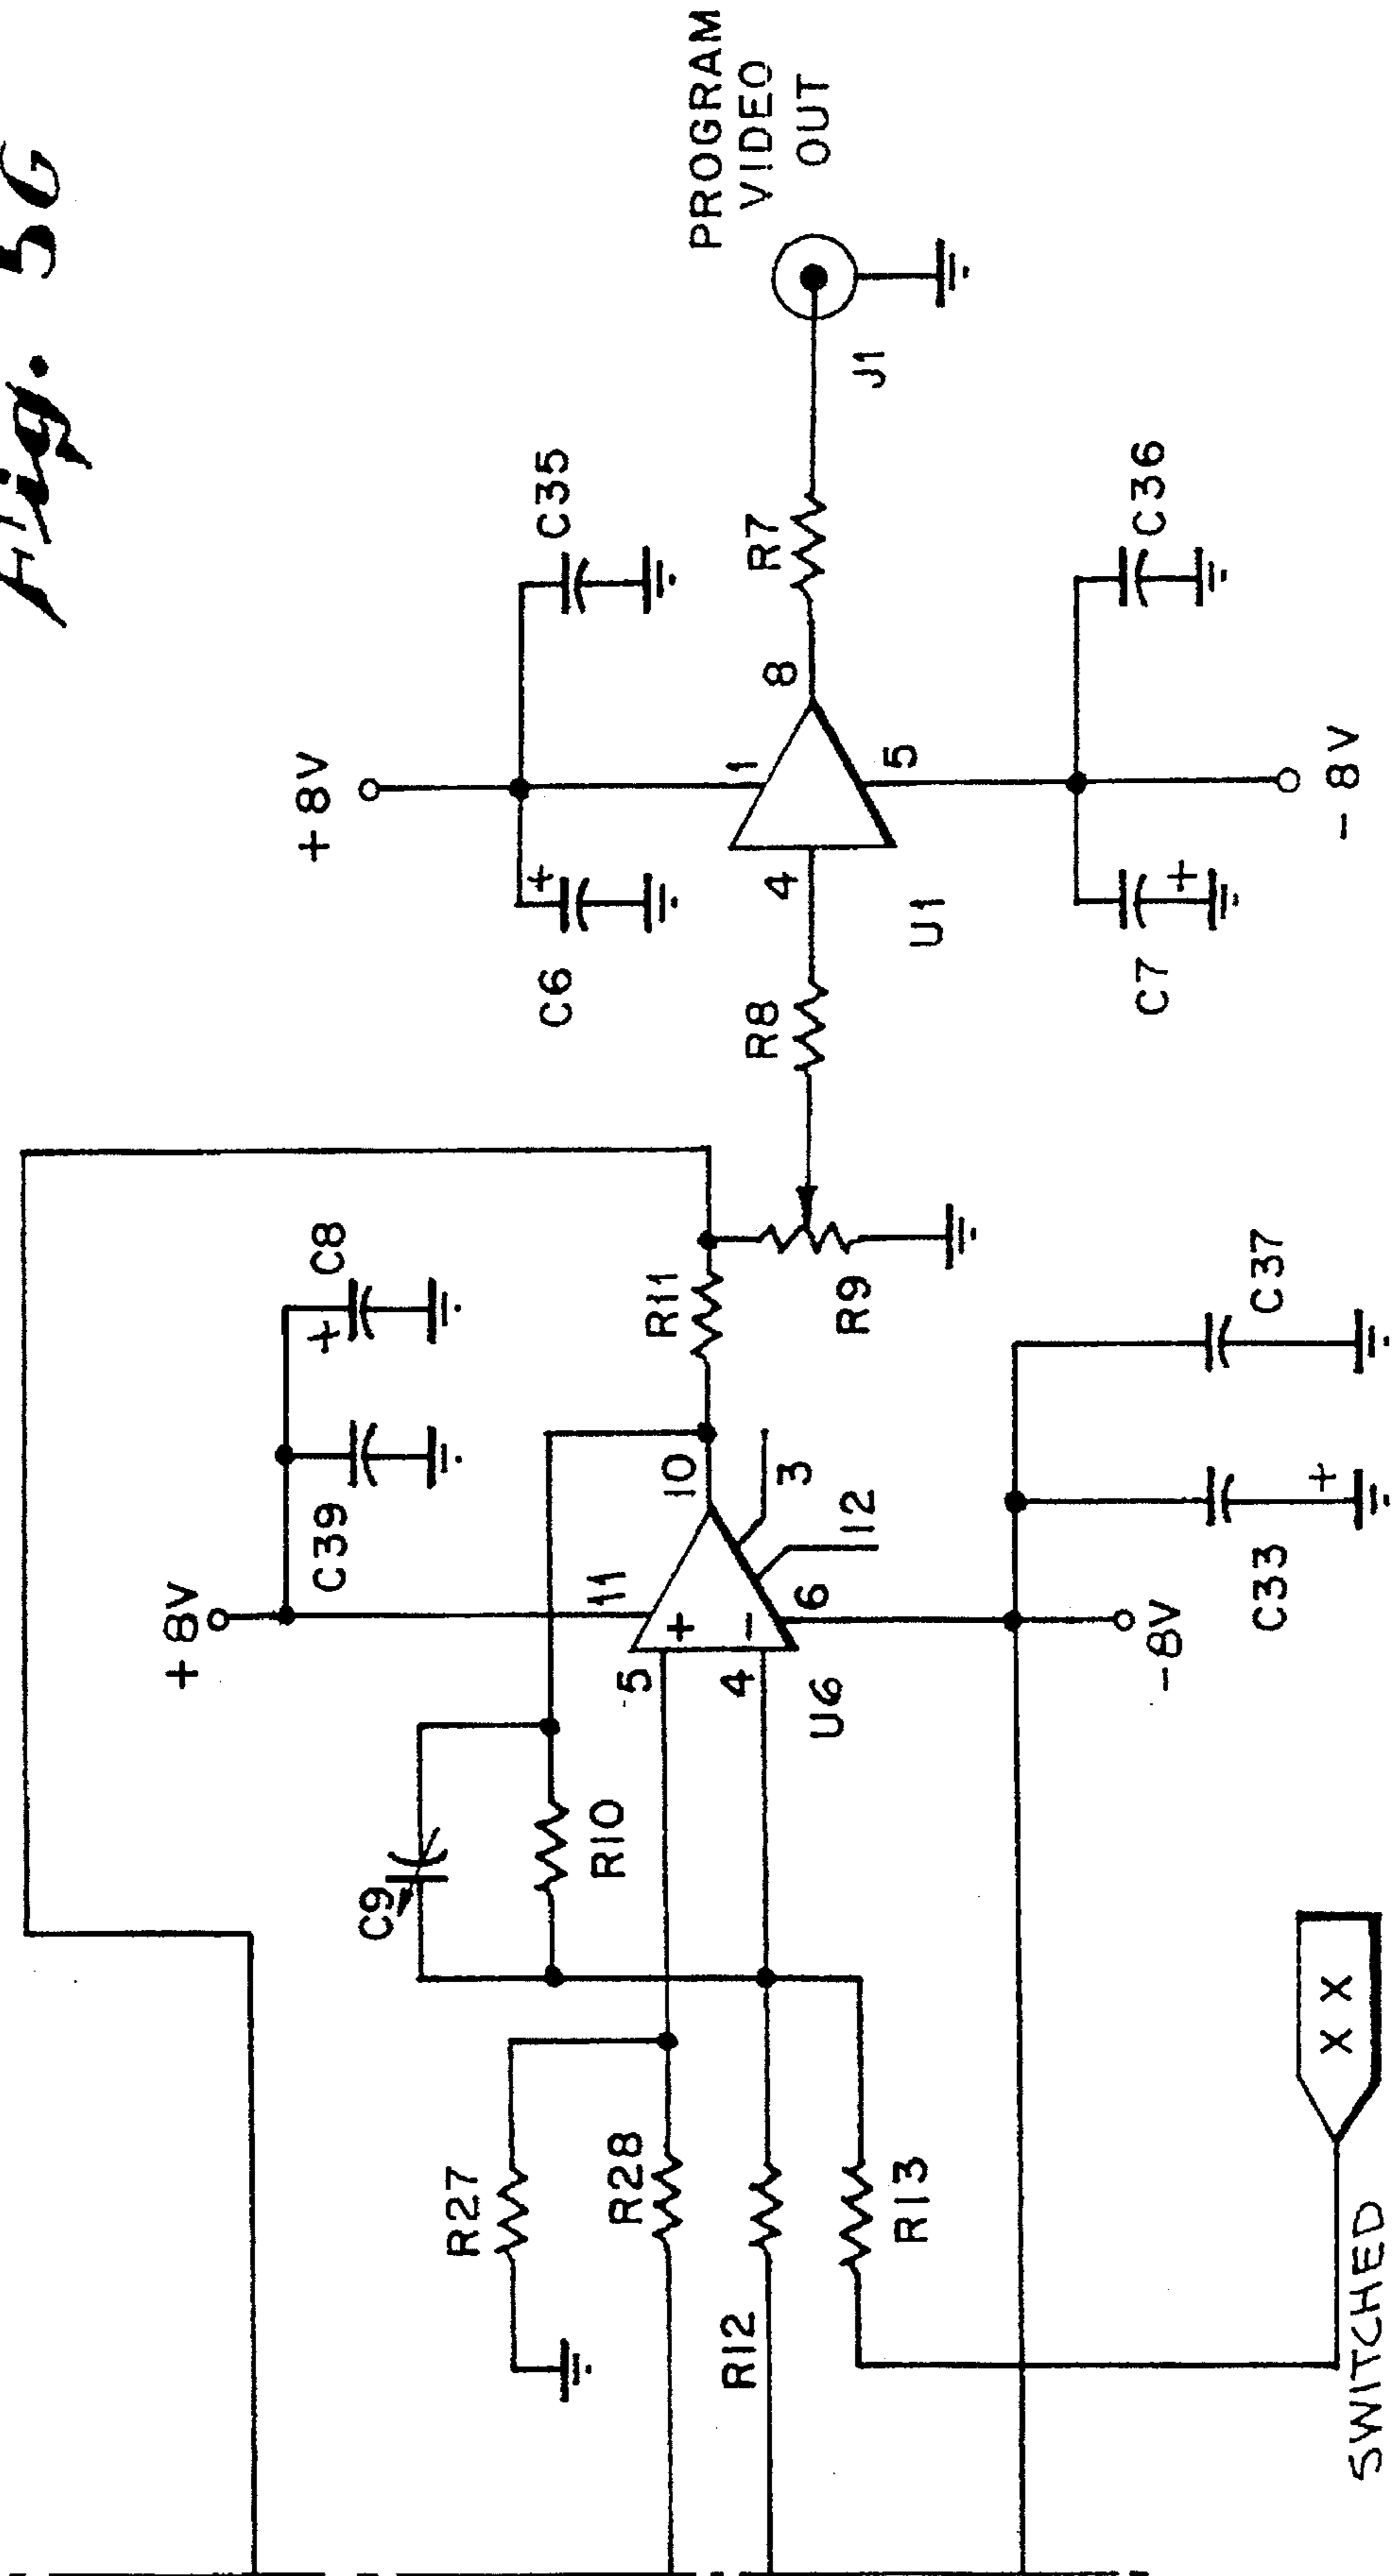 Fig. 5G
+8V
C39
C8
C9
R10
R27
R28
R12
R13
5
4
+
-
11
10
6
12
3
U6
R11
R9
-8V
C33
+
C37
+
SWITCHED
X X
+8V
C6
+
C35
R8
4
1
8
5
U1
R7
J1
PROGRAM
VIDEO
OUT
C7
+
C36
-8V